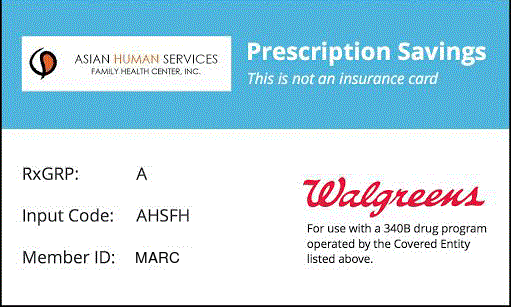 ASIAN HUMAN SERVICES
FAMILY HEALTH CENTER, INC.
Prescription Savings
This is not an insurance card
RxGRP: A
Input Code: AHSFH
Member ID: MARC
Walgreens
For use with a 340B drug program
operated by the Covered Entity
listed above.